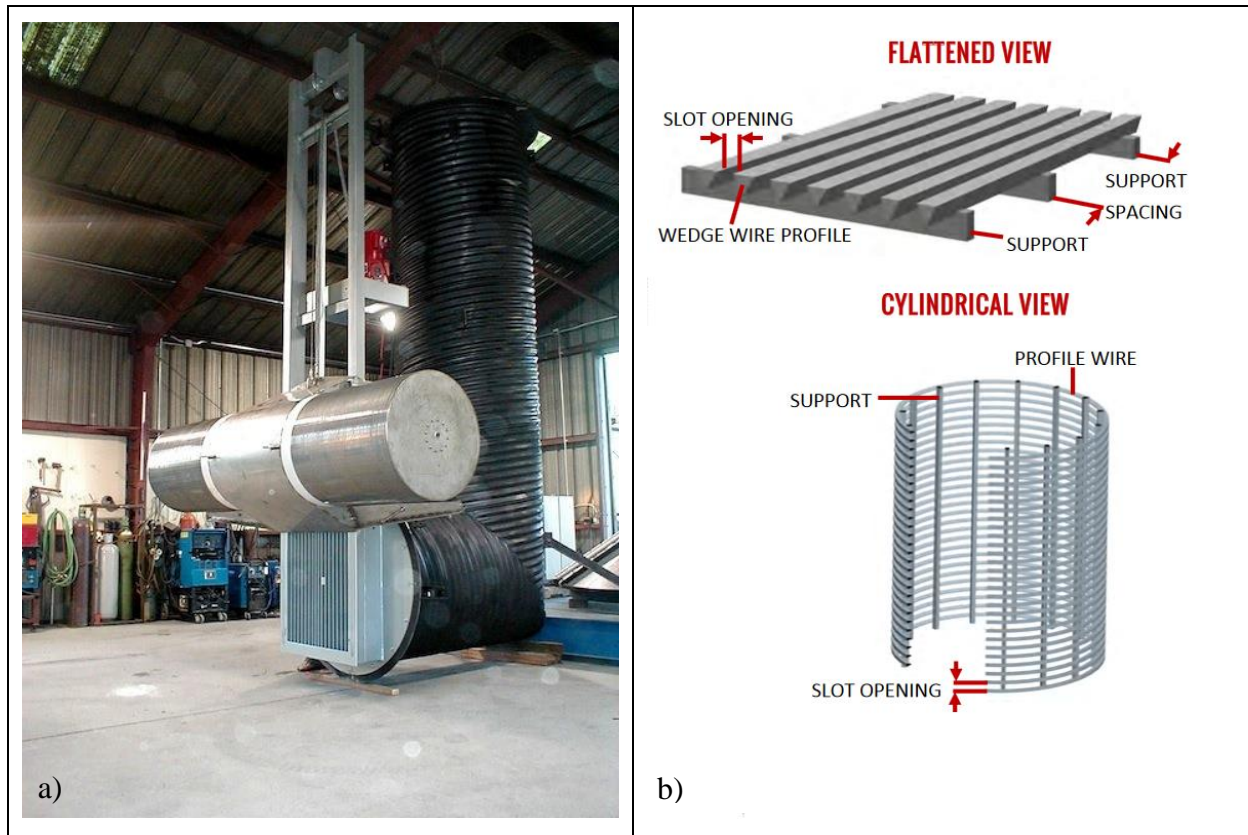 a)
FLATTENED VIEW
SLOT OPENING
SUPPORT
SPACING
WEDGE WIRE PROFILE
SUPPORT
CYLINDRICAL VIEW
PROFILE WIRE
SUPPORT
SLOT OPENING
b)